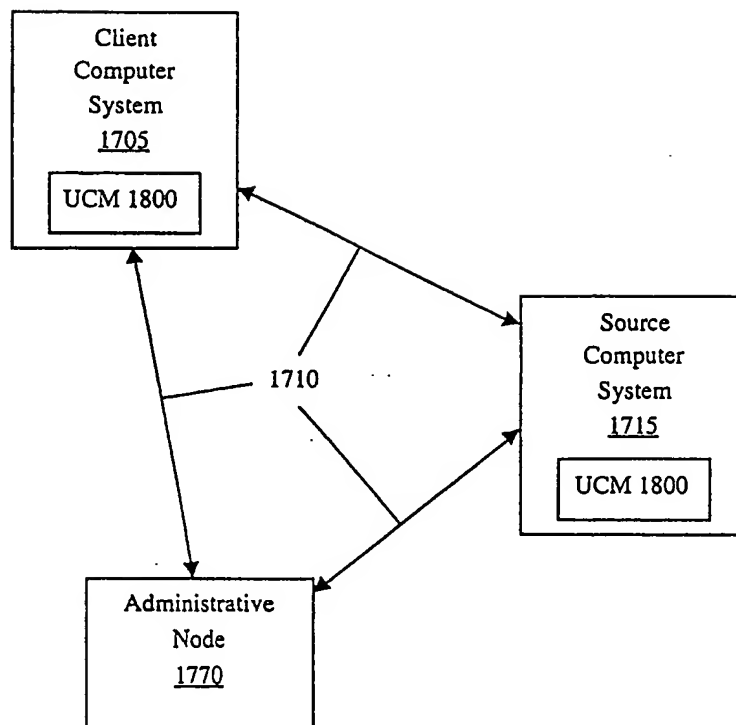 Client
Computer
System
1705
UCM 1800
1710
Source
Computer
System
1715
UCM 1800
Administrative
Node
1770